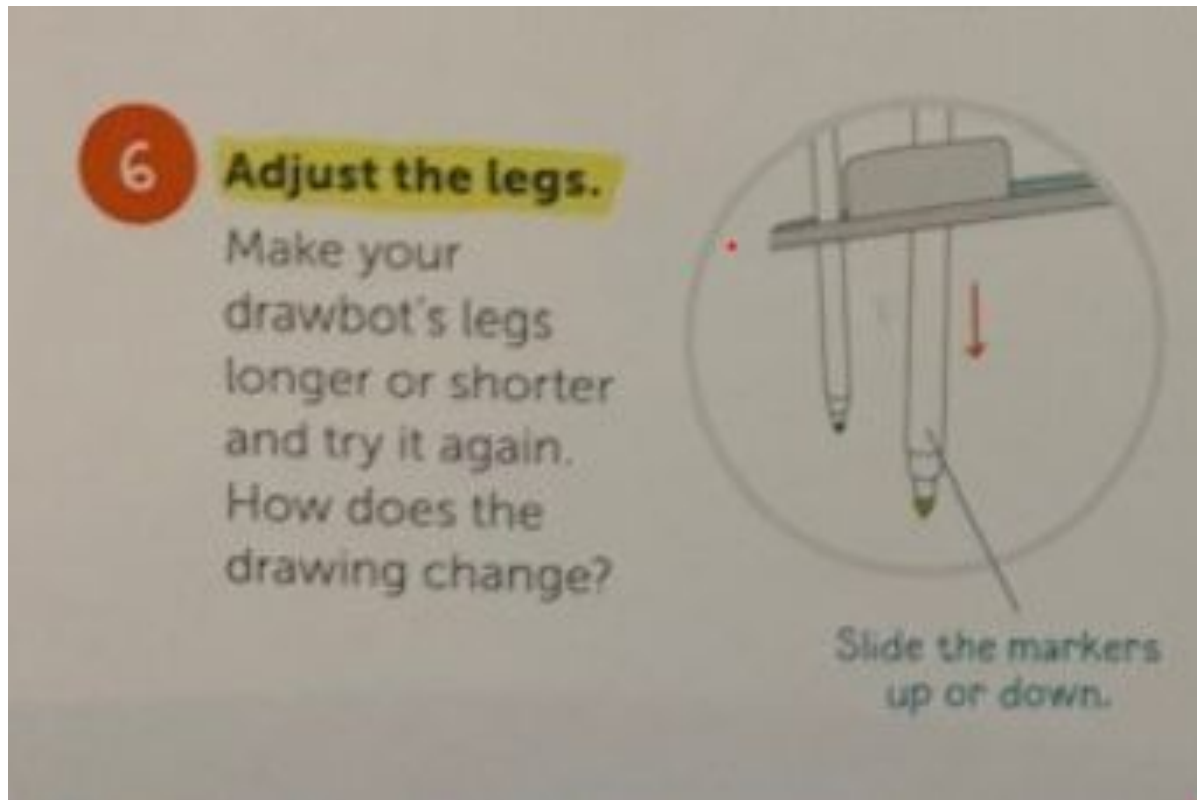 6
Adjust the legs.
Make your
drawbot's legs
longer or shorter
and try it again.
How does the
drawing change?
Slide the markers
up or down.